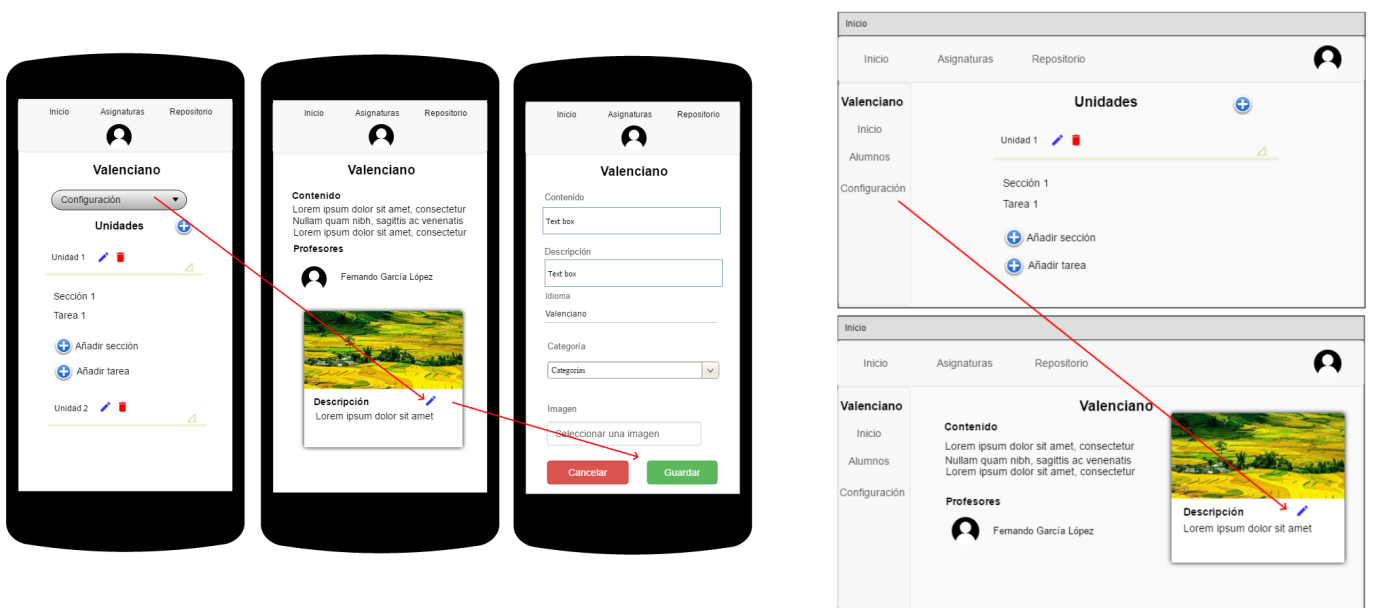 Inicio Asignaturas Repositorio
Valenciano
Configuración
Unidades
Unidad 1
Sección 1
Tarea 1
Añadir sección
Añadir tarea
Unidad 2
Inicio Asignaturas Repositorio
Valenciano
Contenido
Lorem ipsum dolor sit amet, consectetur
Nullam quam nibh, sagittis ac venenatis
Lorem ipsum dolor sit amet, consectetur
Profesores
Fernando García López
Descripción
Lorem ipsum dolor sit amet
Inicio Asignaturas Repositorio
Valenciano
Contenido
Text box
Descripción
Text box
Idioma
Valenciano
Categoría
Categorias
Imagen
Seleccionar una imagen
Cancelar Guardar
Inicio
Inicio Asignaturas Repositorio
Valenciano
Inicio
Alumnos
Configuración
Unidades
Unidad 1
Sección 1
Tarea 1
Añadir sección
Añadir tarea
Inicio
Inicio Asignaturas Repositorio
Valenciano
Inicio
Alumnos
Configuración
Valenciano
Contenido
Lorem ipsum dolor sit amet, consectetur
Nullam quam nibh, sagittis ac venenatis
Lorem ipsum dolor sit amet, consectetur
Profesores
Fernando García López
Descripción
Lorem ipsum dolor sit amet